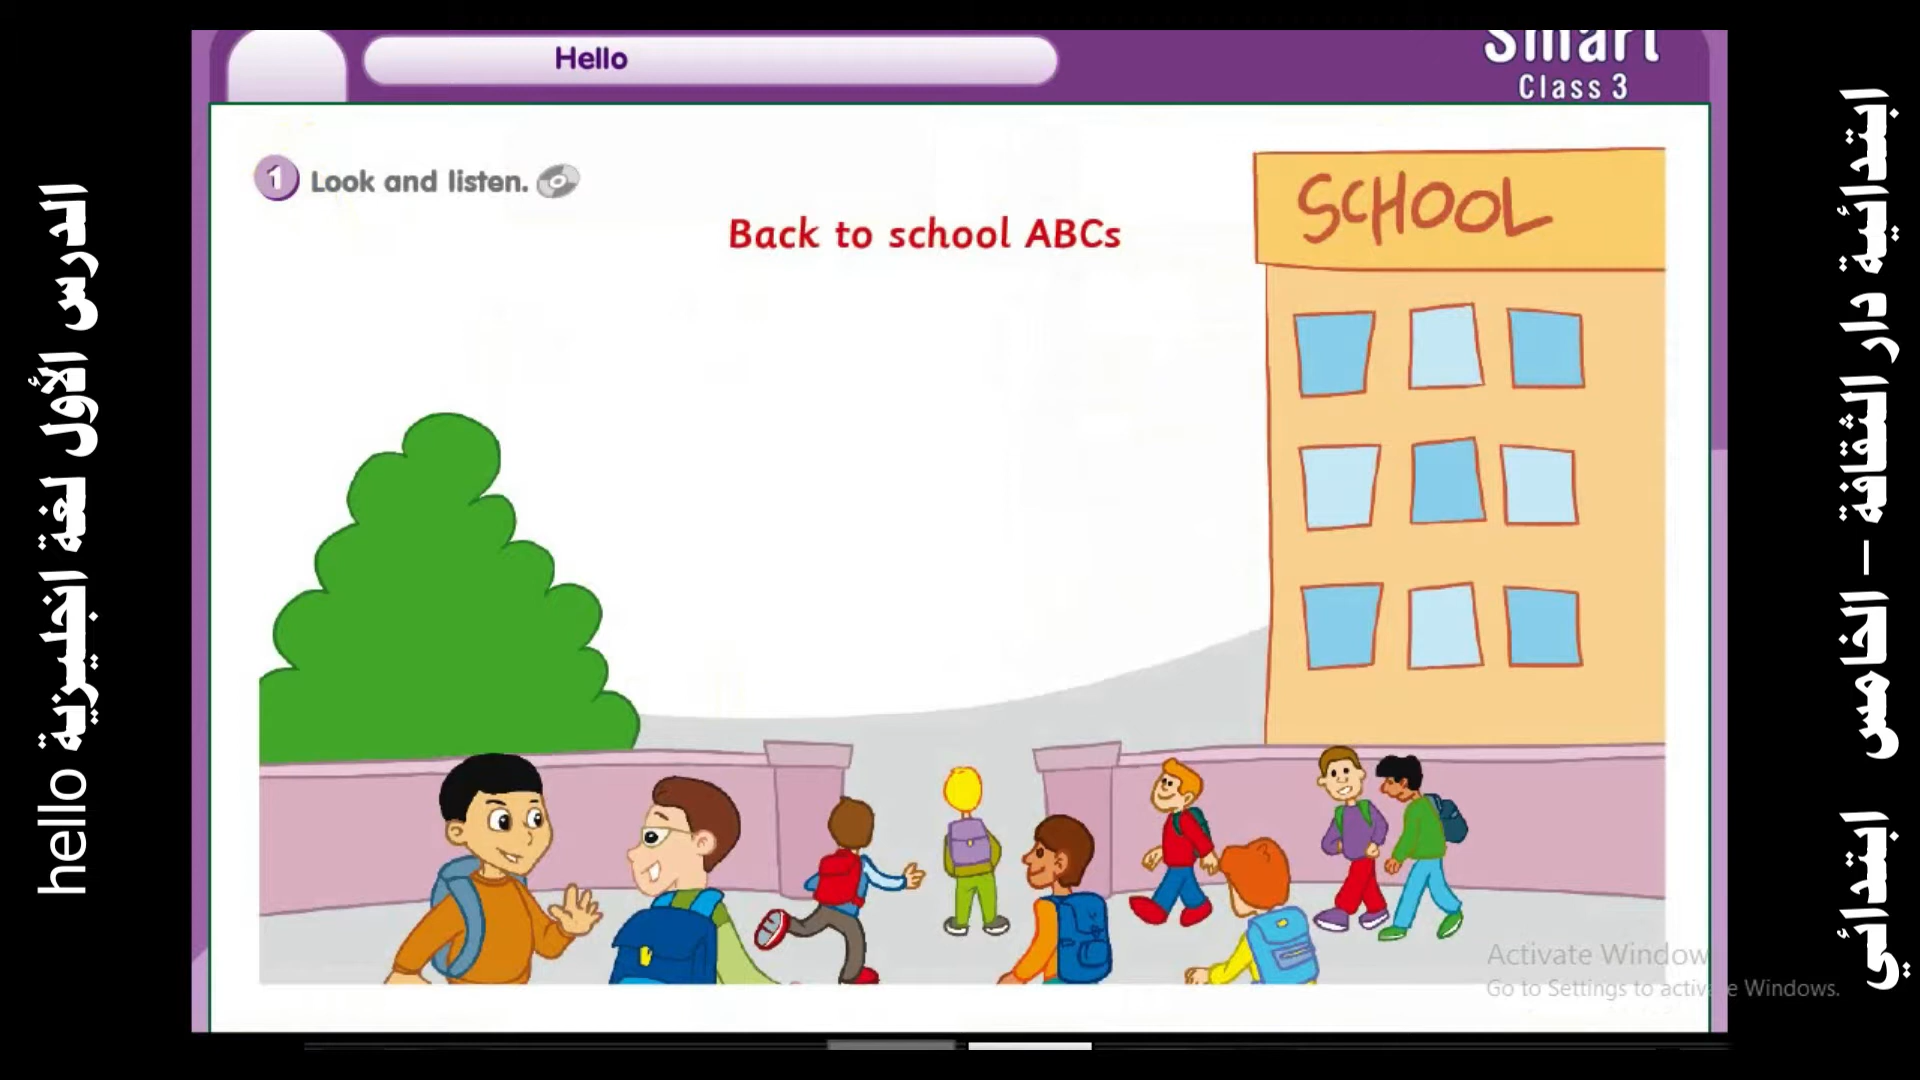 Hello
Smart
Class 3
1 Look and listen.
Back to school ABCs
SCHOOL
الدرس الأول لغة انجليزية hello
ابتدائية دار الثقافة – الخامس ابتدائي
Activate Window
Go to Settings to activate Windows.